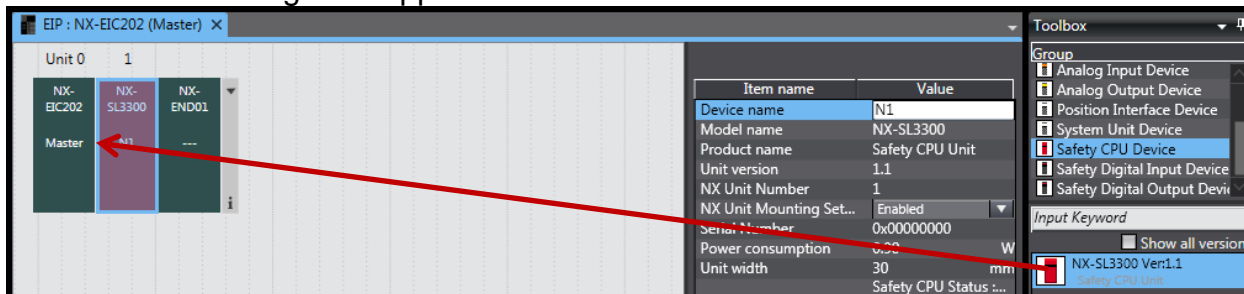 EIP : NX-EIC202 (Master)
Unit 0 1
NX-EIC202
Master
NX-SL3300
N1
NX-END01
---
Item name Value
Device name N1
Model name NX-SL3300
Product name Safety CPU Unit
Unit version 1.1
NX Unit Number 1
NX Unit Mounting Set... Enabled
Serial Number 0x00000000
Power consumption W
Unit width 30 mm
Safety CPU Status :...
Toolbox
Group
Analog Input Device
Analog Output Device
Position Interface Device
System Unit Device
Safety CPU Device
Safety Digital Input Device
Safety Digital Output Devi
Input Keyword
Show all version
NX-SL3300 Ver:1.1
Safety CPU Unit